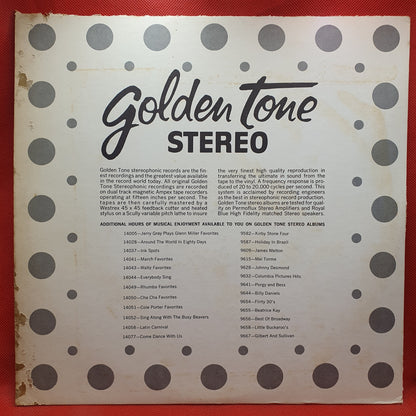 Golden Tone
STEREO
Golden Tone stereophonic records are the fin-
est recordings and the greatest value available
in the record world today. All original Golden
Tone Stereophonic recordings are recorded
on dual track magnetic Ampex tape recorders
operating at fifteen inches per second. The
tapes are then carefully mastered by a
Westrex 45 x 45 feedback cutter and heated
stylus on a Scully variable pitch lathe to insure
the very finest high quality reproduction in
transferring the ultimate in sound from the
tape to the vinyl. A frequency response is pro-
duced of 20 to 20,000 cycles per second. This
system is acclaimed by recording engineers
as the best in stereophonic record production.
Golden Tone stereo albums are tested for qual-
ity on Permoflux Stereo Amplifiers and Royal
Blue High Fidelity matched Stereo speakers.
ADDITIONAL HOURS OF MUSICAL ENJOYMENT AVAILABLE TO YOU ON GOLDEN TONE STEREO ALBUMS
14005—Jerry Gray Plays Glenn Miller Favorites
14028—Around The World In Eighty Days
14037—Ink Spots
14041—March Favorites
14043—Waltz Favorites
14044—Everybody Sing
14049—Rhumba Favorites
14050—Cha Cha Favorites
14051—Cole Porter Favorites
14052—Sing Along With The Busy Beavers
14058—Latin Carnival
14077—Come Dance With Us
9582—Kirby Stone Four
9587—Holiday In Brazil
9609—James Melton
9615—Mel Torme
9628—Johnny Desmond
9632—Columbia Pictures Hits
9641—Porgy and Bess
9644—Billy Daniels
9654—Flirty 30's
9655—Beatrice Kay
9656—Best Of Broadway
9658—Little Buckaroo's
9667—Gilbert And Sullivan